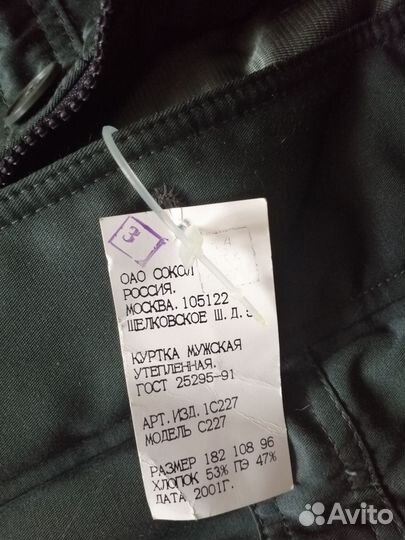 З
ОАО СОКОЛ
РОССИЯ.
МОСКВА. 105122
ЩЕЛКОВСКОЕ Ш. Д.
КУРТКА МУЖСКАЯ
УТЕПЛЕННАЯ.
ГОСТ 25295-91
АРТ.ИЗД.1С227
МОДЕЛЬ С227
РАЗМЕР 182 108 96
ХЛОПОК 53% ПЭ 47%
ДАТА 2001Г.
Avito